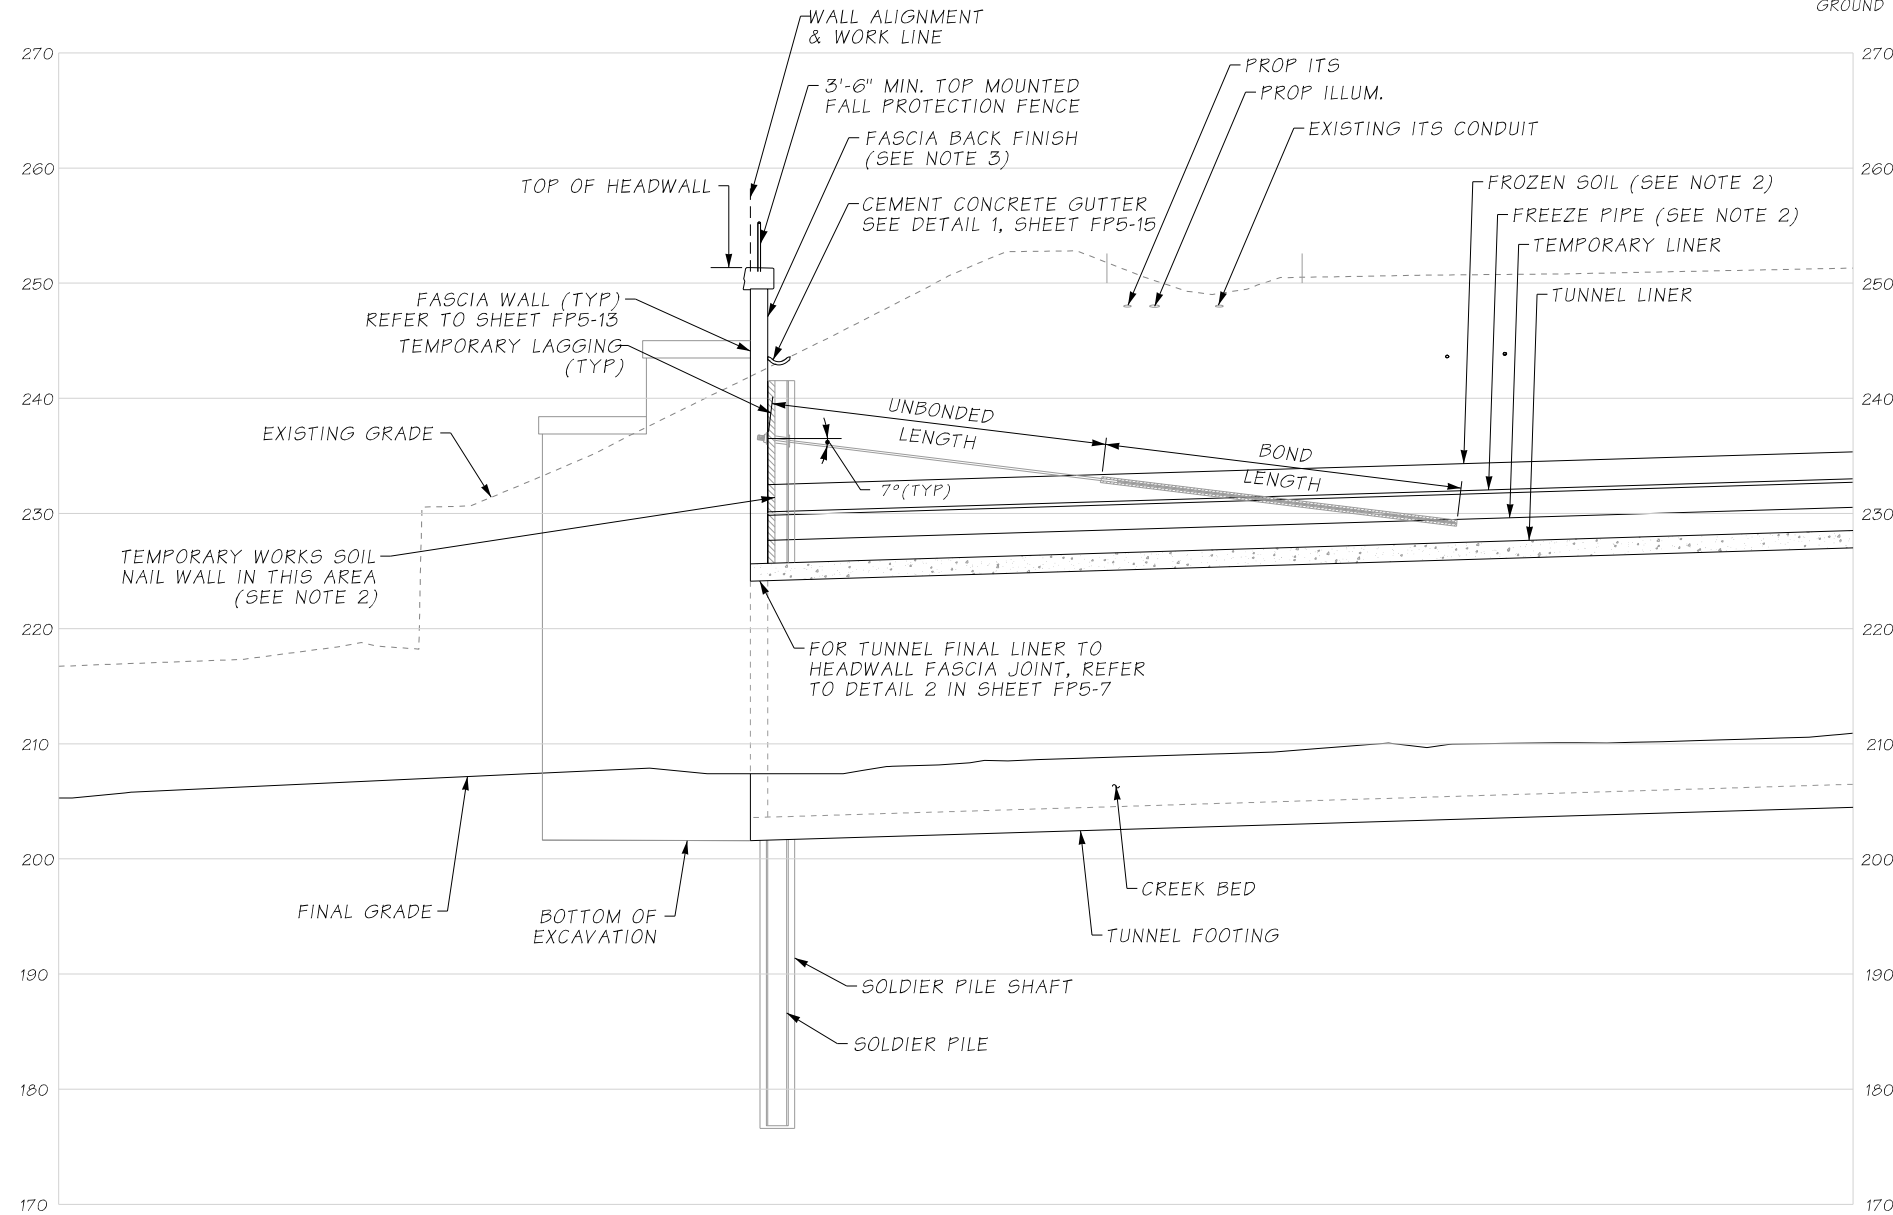 GROUND
WALL ALIGNMENT
& WORK LINE
270
270
PROP ITS
3'-6" MIN. TOP MOUNTED
FALL PROTECTION FENCE
PROP ILLUM.
EXISTING ITS CONDUIT
FASCIA BACK FINISH
(SEE NOTE 3)
260
260
TOP OF HEADWALL
FROZEN SOIL (SEE NOTE 2)
CEMENT CONCRETE GUTTER
SEE DETAIL 1, SHEET FP5-15
FREEZE PIPE (SEE NOTE 2)
TEMPORARY LINER
250
250
TUNNEL LINER
FASCIA WALL (TYP)
REFER TO SHEET FP5-13
TEMPORARY LAGGING
(TYP)
240
240
UNBONDED
LENGTH
EXISTING GRADE
BOND
LENGTH
7°(TYP)
230
230
TEMPORARY WORKS SOIL
NAIL WALL IN THIS AREA
(SEE NOTE 2)
220
220
FOR TUNNEL FINAL LINER TO
HEADWALL FASCIA JOINT, REFER
TO DETAIL 2 IN SHEET FP5-7
210
210
200
200
CREEK BED
FINAL GRADE
BOTTOM OF
EXCAVATION
TUNNEL FOOTING
190
190
SOLDIER PILE SHAFT
SOLDIER PILE
180
180
170
170